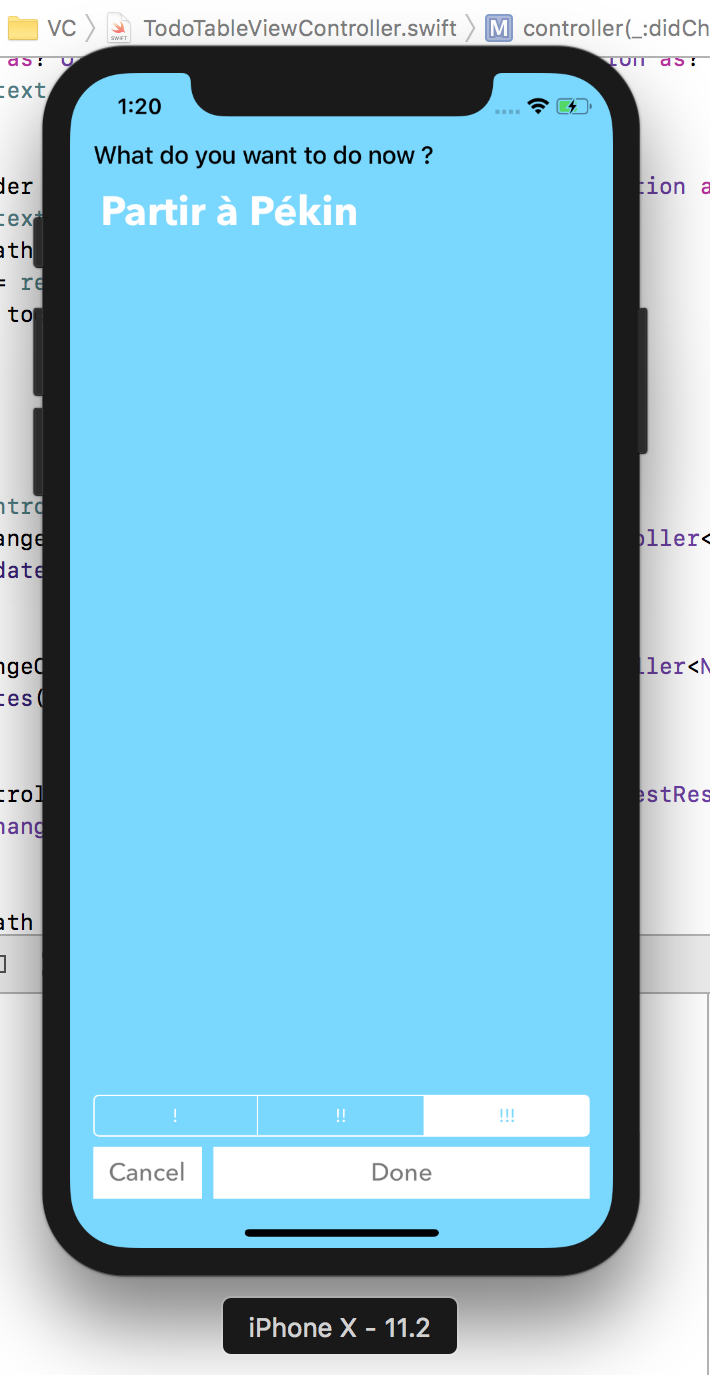 VC
TodoTableViewController.swift
M controller(_:didCh
1:20
What do you want to do now ?
Partir à Pékin
!
!!
!!!
Cancel
Done
iPhone X - 11.2